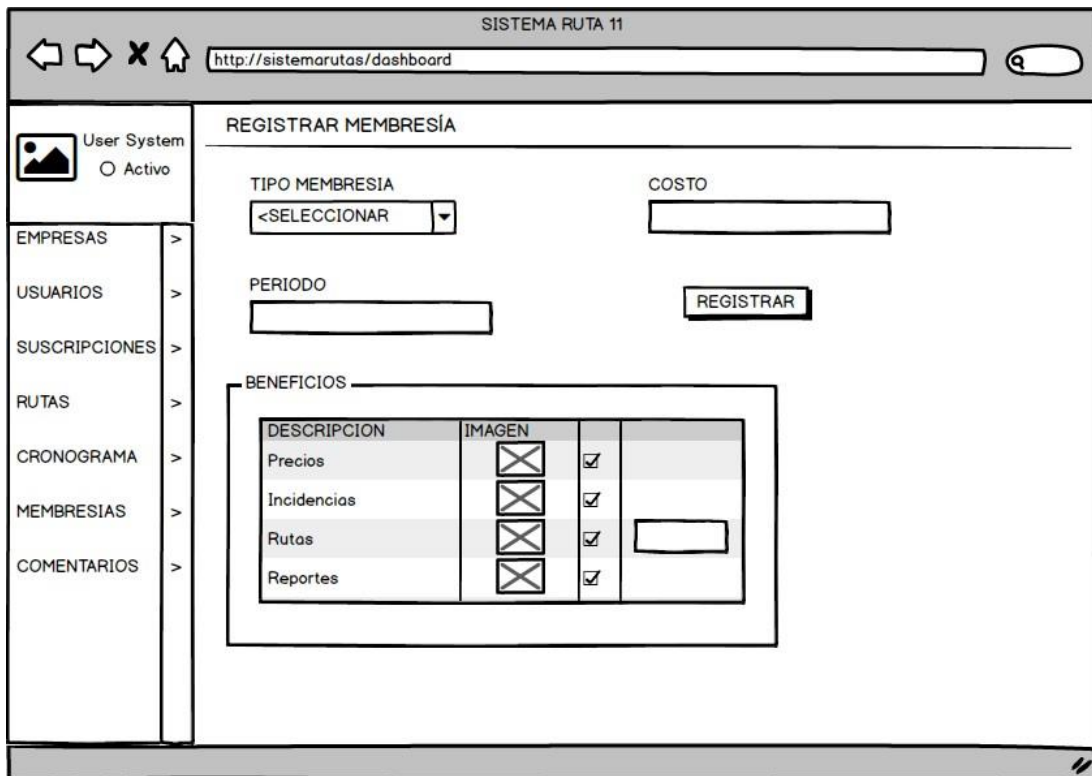 SISTEMA RUTA 11
http://sistemarutas/dashboard
User System
Activo
EMPRESAS >
USUARIOS >
SUSCRIPCIONES >
RUTAS >
CRONOGRAMA >
MEMBRESIAS >
COMENTARIOS >
REGISTRAR MEMBRESÍA
TIPO MEMBRESIA
<SELECCIONAR
COSTO
PERIODO
REGISTRAR
BENEFICIOS
DESCRIPCION IMAGEN
Precios
Incidencias
Rutas
Reportes